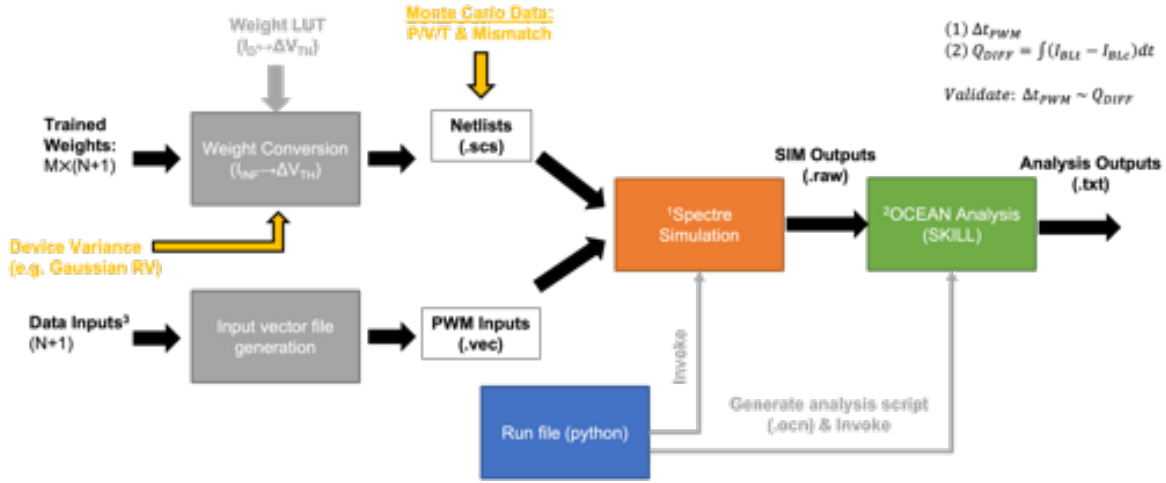 Weight LUT
(I_D↔ΔV_TH)
Monte Carlo Data:
P/V/T & Mismatch
(1) Δt_PWM
(2) Q_DIFF = ∫(I_BLt − I_BLc)dt
Validate: Δt_PWM ~ Q_DIFF
Trained
Weights:
M×(N+1)
Weight Conversion
(I_INF→ΔV_TH)
Netlists
(.scs)
SIM Outputs
(.raw)
Analysis Outputs
(.txt)
¹Spectre
Simulation
²OCEAN Analysis
(SKILL)
Device Variance
(e.g. Gaussian RV)
Data Inputs³
(N+1)
Input vector file
generation
PWM Inputs
(.vec)
Invoke
Generate analysis script
(.ocn) & Invoke
Run file (python)